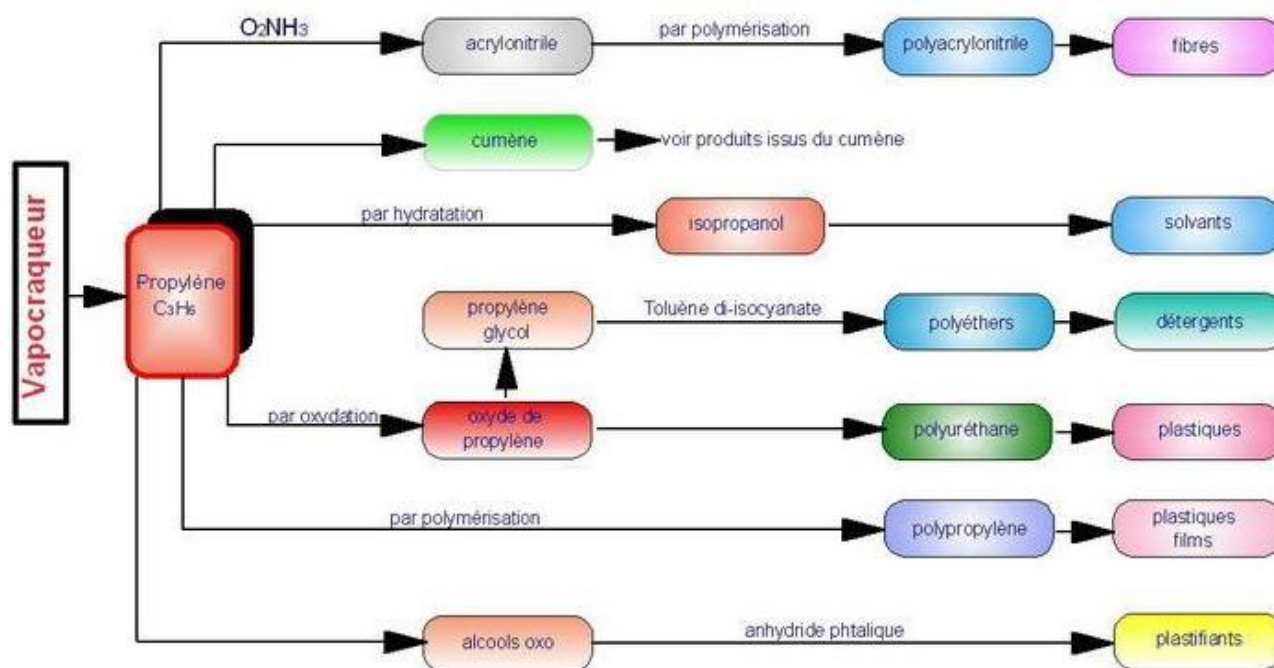 O₂NH₃
acrylonitrile
par polymérisation
polyacrylonitrile
fibres
cumène
voir produits issus du cumène
par hydratation
isopropanol
solvants
Vapocraqueur
Propylène
C₃H₆
propylène
glycol
Toluène di-isocyanate
polyéthers
détergents
par oxydation
oxyde de
propylène
polyuréthane
plastiques
par polymérisation
polypropylène
plastiques
films
alcools oxo
anhydride phtalique
plastifiants